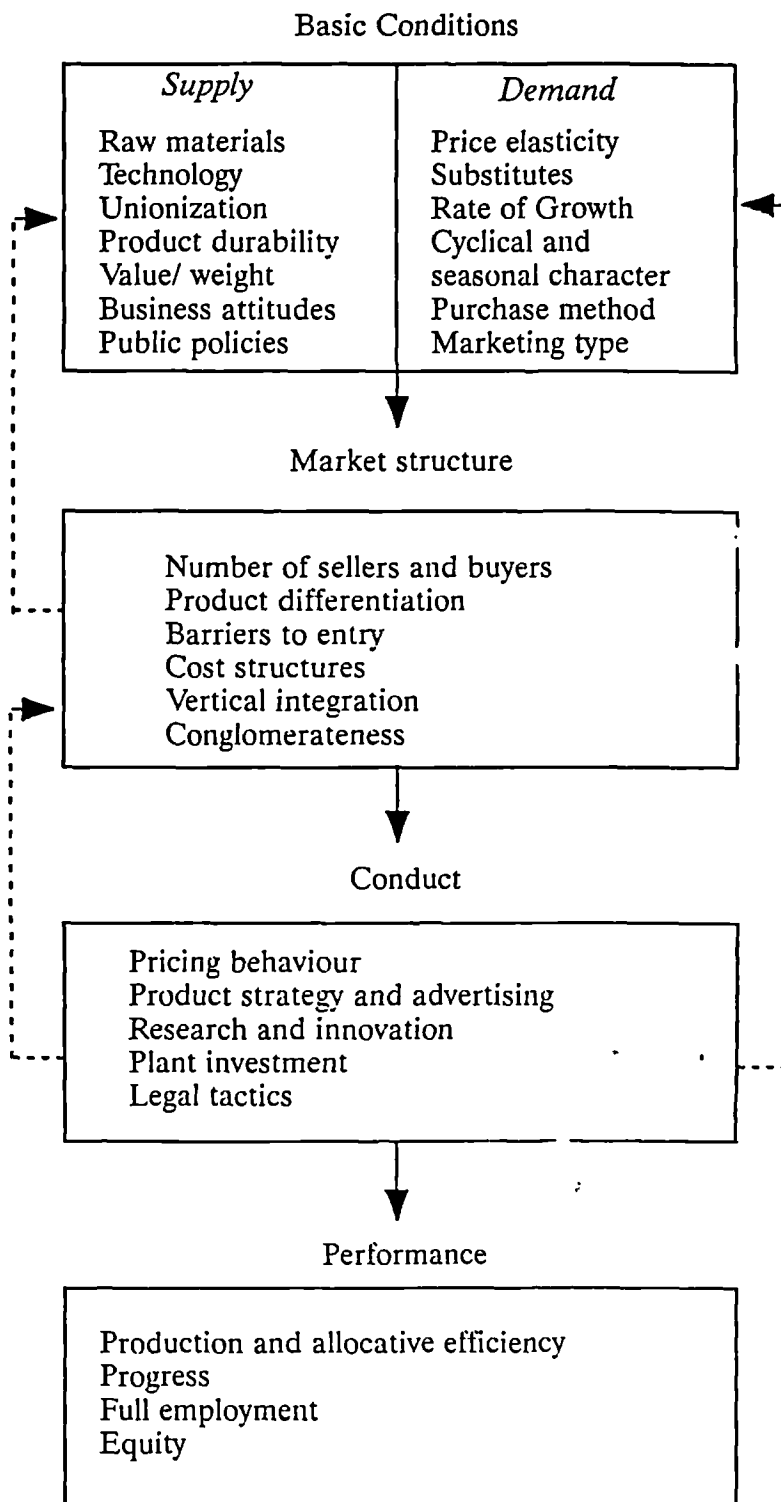 Basic Conditions
Supply
Raw materials
Technology
Unionization
Product durability
Value/ weight
Business attitudes
Public policies
Demand
Price elasticity
Substitutes
Rate of Growth
Cyclical and
seasonal character
Purchase method
Marketing type
Market structure
Number of sellers and buyers
Product differentiation
Barriers to entry
Cost structures
Vertical integration
Conglomerateness
Conduct
Pricing behaviour
Product strategy and advertising
Research and innovation
Plant investment
Legal tactics
Performance
Production and allocative efficiency
Progress
Full employment
Equity